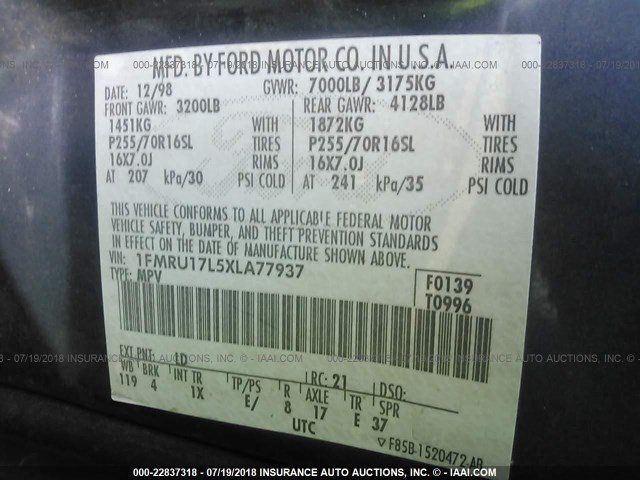 MFD. BY FORD MOTOR CO. IN U.S.A.
DATE: 12/98 GVWR: 7000LB/ 3175KG
FRONT GAWR: 3200LB REAR GAWR: 4128LB
1451KG WITH 1872KG WITH
P255/70R16SL TIRES P255/70R16SL TIRES
16X7.0J RIMS 16X7.0J RIMS
AT 207 kPa/30 PSI COLD AT 241 kPa/35 PSI COLD
THIS VEHICLE CONFORMS TO ALL APPLICABLE FEDERAL MOTOR
VEHICLE SAFETY, BUMPER, AND THEFT PREVENTION STANDARDS
IN EFFECT ON THE DATE OF MANUFACTURE SHOWN ABOVE.
VIN: 1FMRU17L5XLA77937 F0139
TYPE: MPV T0996
EXT PNT: LD RC: 21 DSO:
WB BRK INT TR TP/PS R AXLE TR SPR
119 4 1X E/ 8 17 E 37
UTC
F85B-1520472-AB
000-22837318 - 07/19/2018 - INSURANCE AUTO AUCTIONS - © - IAAI.COM